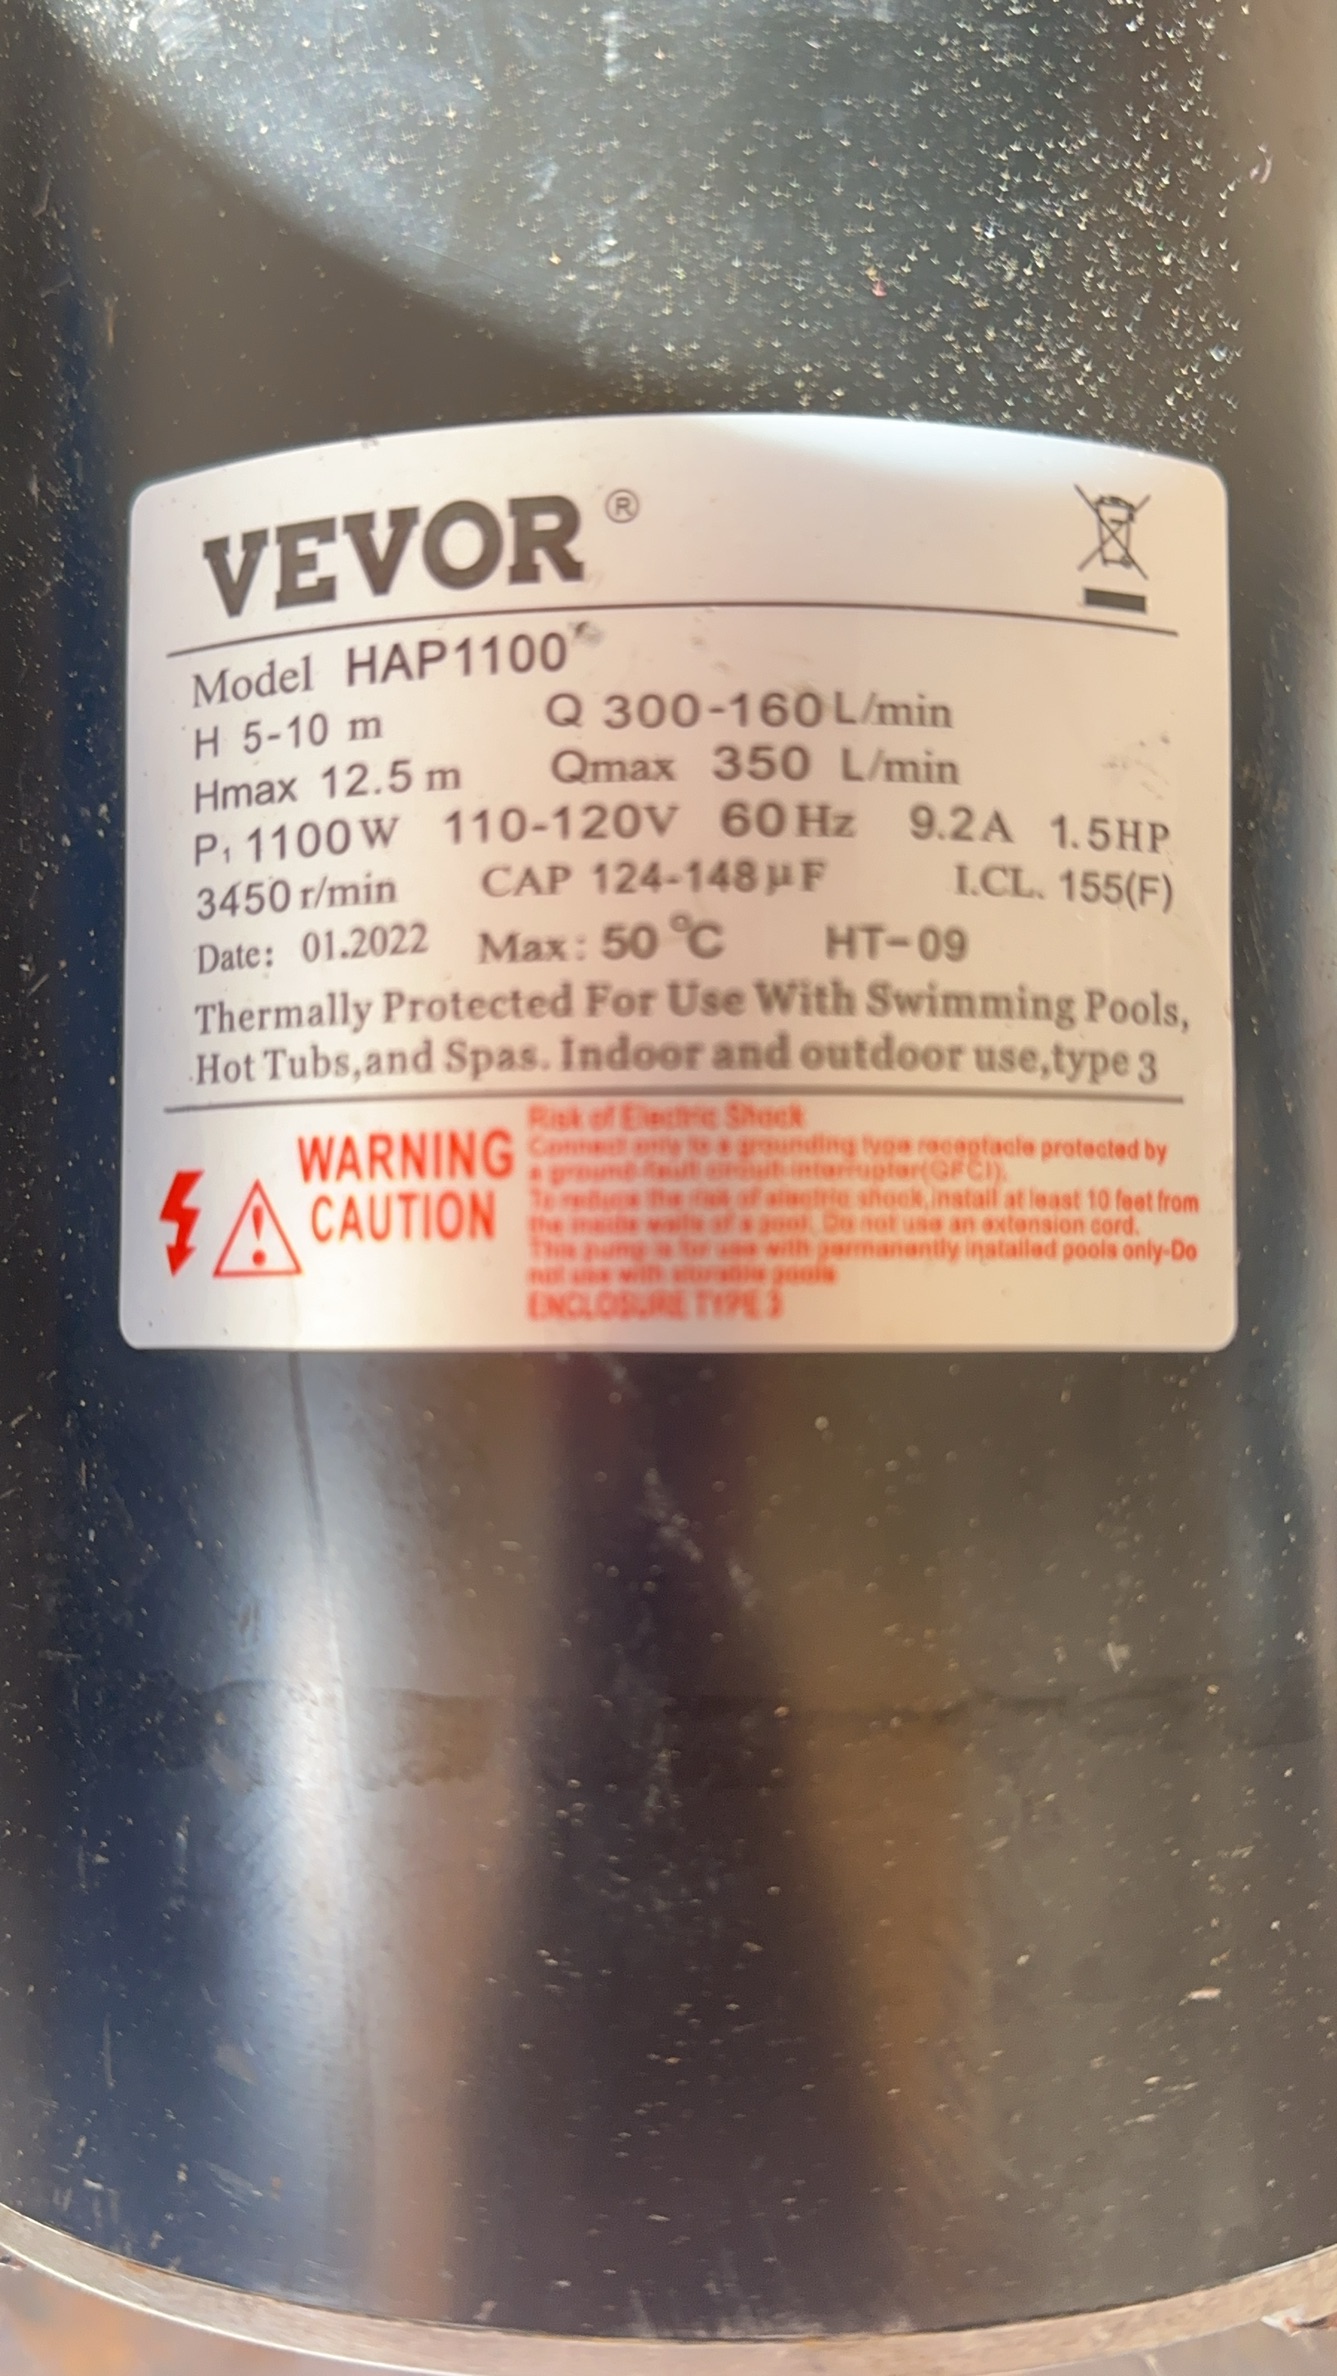 VEVOR®
Model HAP1100
H 5-10 m Q 300-160 L/min
Hmax 12.5 m Qmax 350 L/min
P₁ 1100W 110-120V 60Hz 9.2A 1.5HP
3450 r/min CAP 124-148μF I.CL. 155(F)
Date: 01.2022 Max: 50°C HT-09
Thermally Protected For Use With Swimming Pools,
Hot Tubs,and Spas. Indoor and outdoor use,type 3
WARNING
CAUTION
Risk of Electric Shock
Connect only to a grounding type receptacle protected by
a ground-fault circuit-interrupter(GFCI).
To reduce the risk of electric shock,install at least 10 feet from
the inside walls of a pool. Do not use an extension cord.
This pump is for use with permanently installed pools only-Do
not use with storable pools
ENCLOSURE TYPE 3